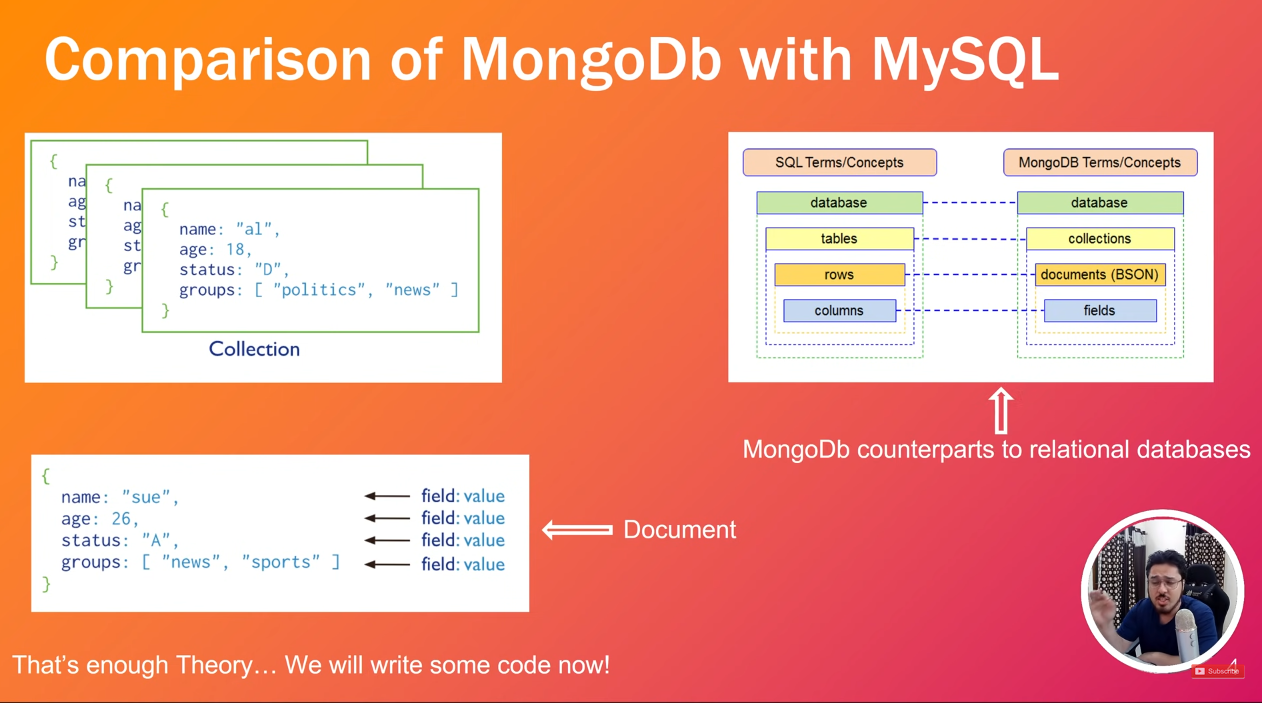 Comparison of MongoDb with MySQL
{
na
ag
st
gr
}
{
na
ag
st
gr
}
{
name: "al",
age: 18,
status: "D",
groups: [ "politics", "news" ]
}
Collection
SQL Terms/Concepts
MongoDB Terms/Concepts
database
database
tables
collections
rows
documents (BSON)
columns
fields
MongoDb counterparts to relational databases
{
name: "sue",
age: 26,
status: "A",
groups: [ "news", "sports" ]
}
field: value
field: value
field: value
field: value
Document
That's enough Theory… We will write some code now!
4
Subscribe